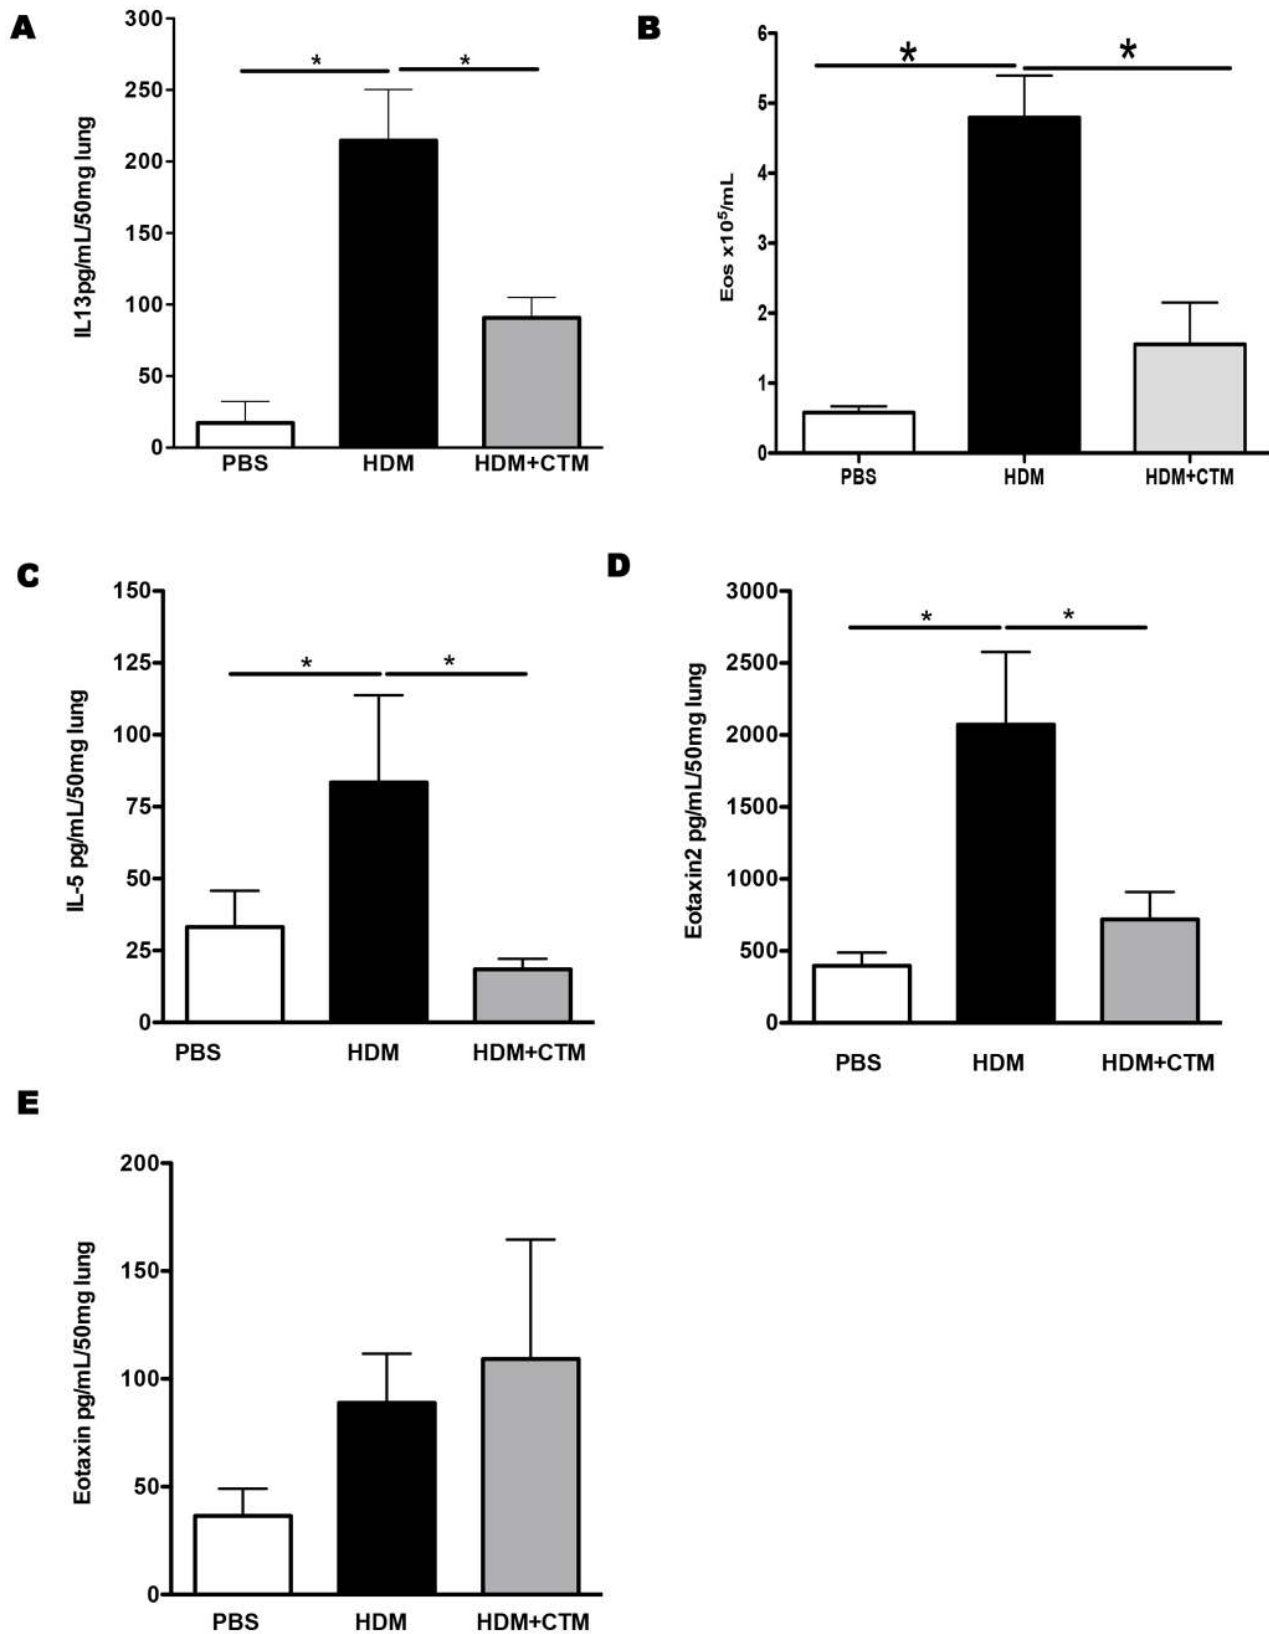 A
300
250
200
150
100
50
0
IL13pg/mL/50mg lung
*
*
PBS HDM HDM+CTM
B
6
5
4
3
2
1
0
Eos x10⁵/mL
*
*
PBS HDM HDM+CTM
C
150
125
100
75
50
25
0
IL-5 pg/mL/50mg lung
*
*
PBS HDM HDM+CTM
D
3000
2500
2000
1500
1000
500
0
Eotaxin2 pg/mL/50mg lung
*
*
PBS HDM HDM+CTM
E
200
150
100
50
0
Eotaxin pg/mL/50mg lung
PBS HDM HDM+CTM